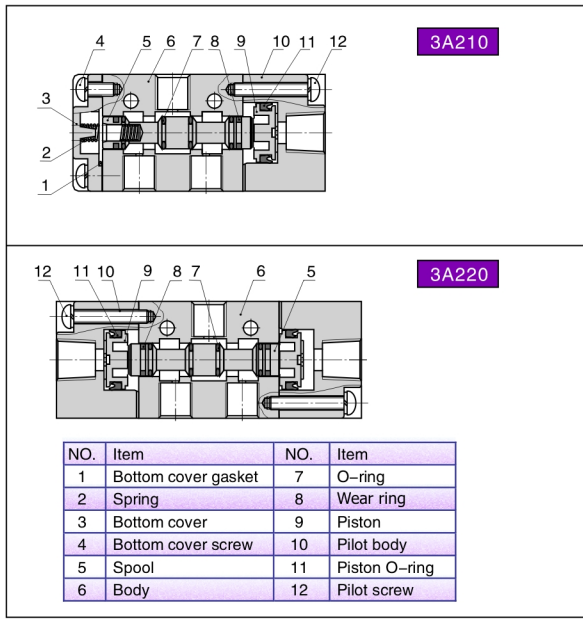 3A210
4 5 6 7 8 9 10 11 12
3
2
1
3A220
12 11 10 9 8 7 6 5
NO. Item NO. Item
1 Bottom cover gasket 7 O-ring
2 Spring 8 Wear ring
3 Bottom cover 9 Piston
4 Bottom cover screw 10 Pilot body
5 Spool 11 Piston O-ring
6 Body 12 Pilot screw